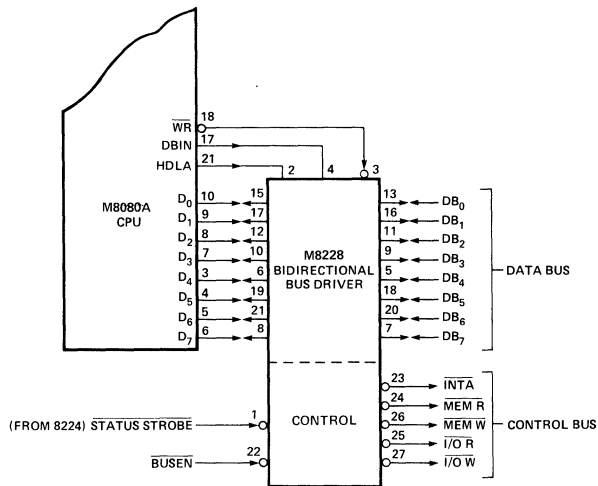 18
WR
17
DBIN
21
HDLA
2 4 3
M8080A
CPU
D0 10 15 13 DB0
D1 9 17 16 DB1
D2 8 12 11 DB2
D3 7 10 9 DB3
D4 3 6 5 DB4
D5 4 19 18 DB5
D6 5 21 20 DB6
D7 6 8 7 DB7
M8228
BIDIRECTIONAL
BUS DRIVER
DATA BUS
CONTROL
(FROM 8224) STATUS STROBE 1
BUSEN 22
23 INTA
24 MEM R
26 MEM W
25 I/O R
27 I/O W
CONTROL BUS